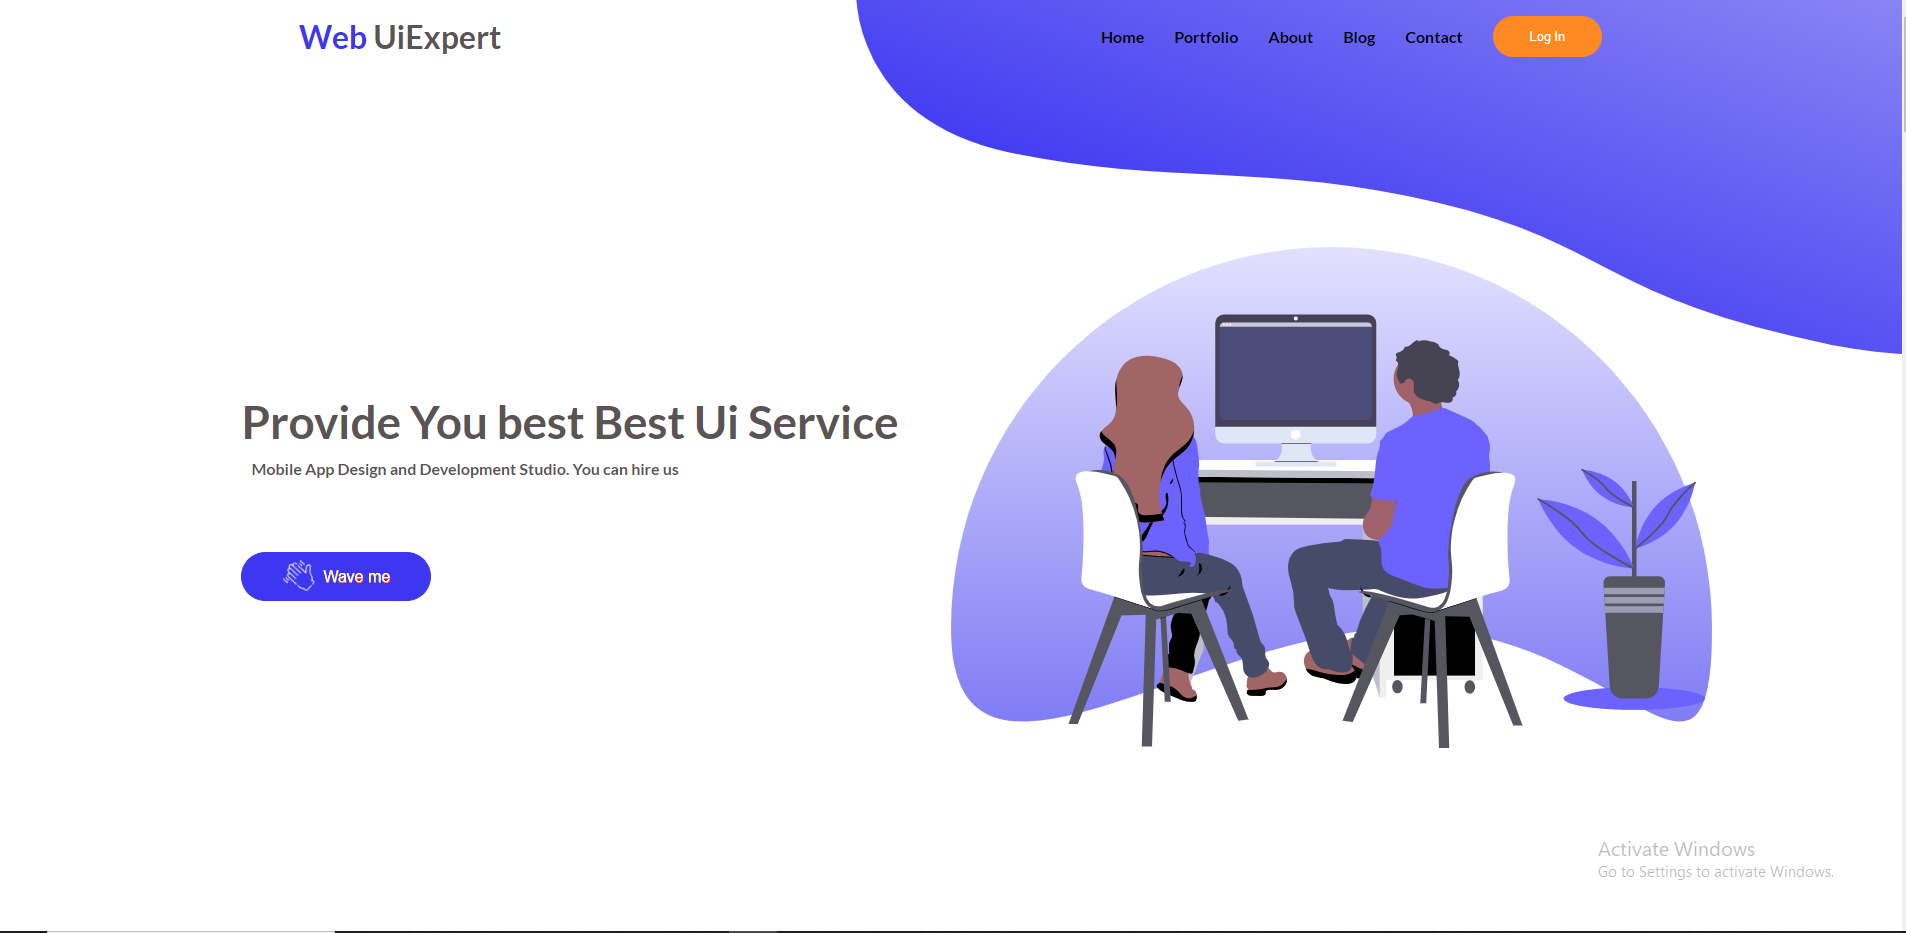 Web UiExpert
Home Portfolio About Blog Contact Log In
Provide You best Best Ui Service
Mobile App Design and Development Studio. You can hire us
Wave me
Activate Windows
Go to Settings to activate Windows.